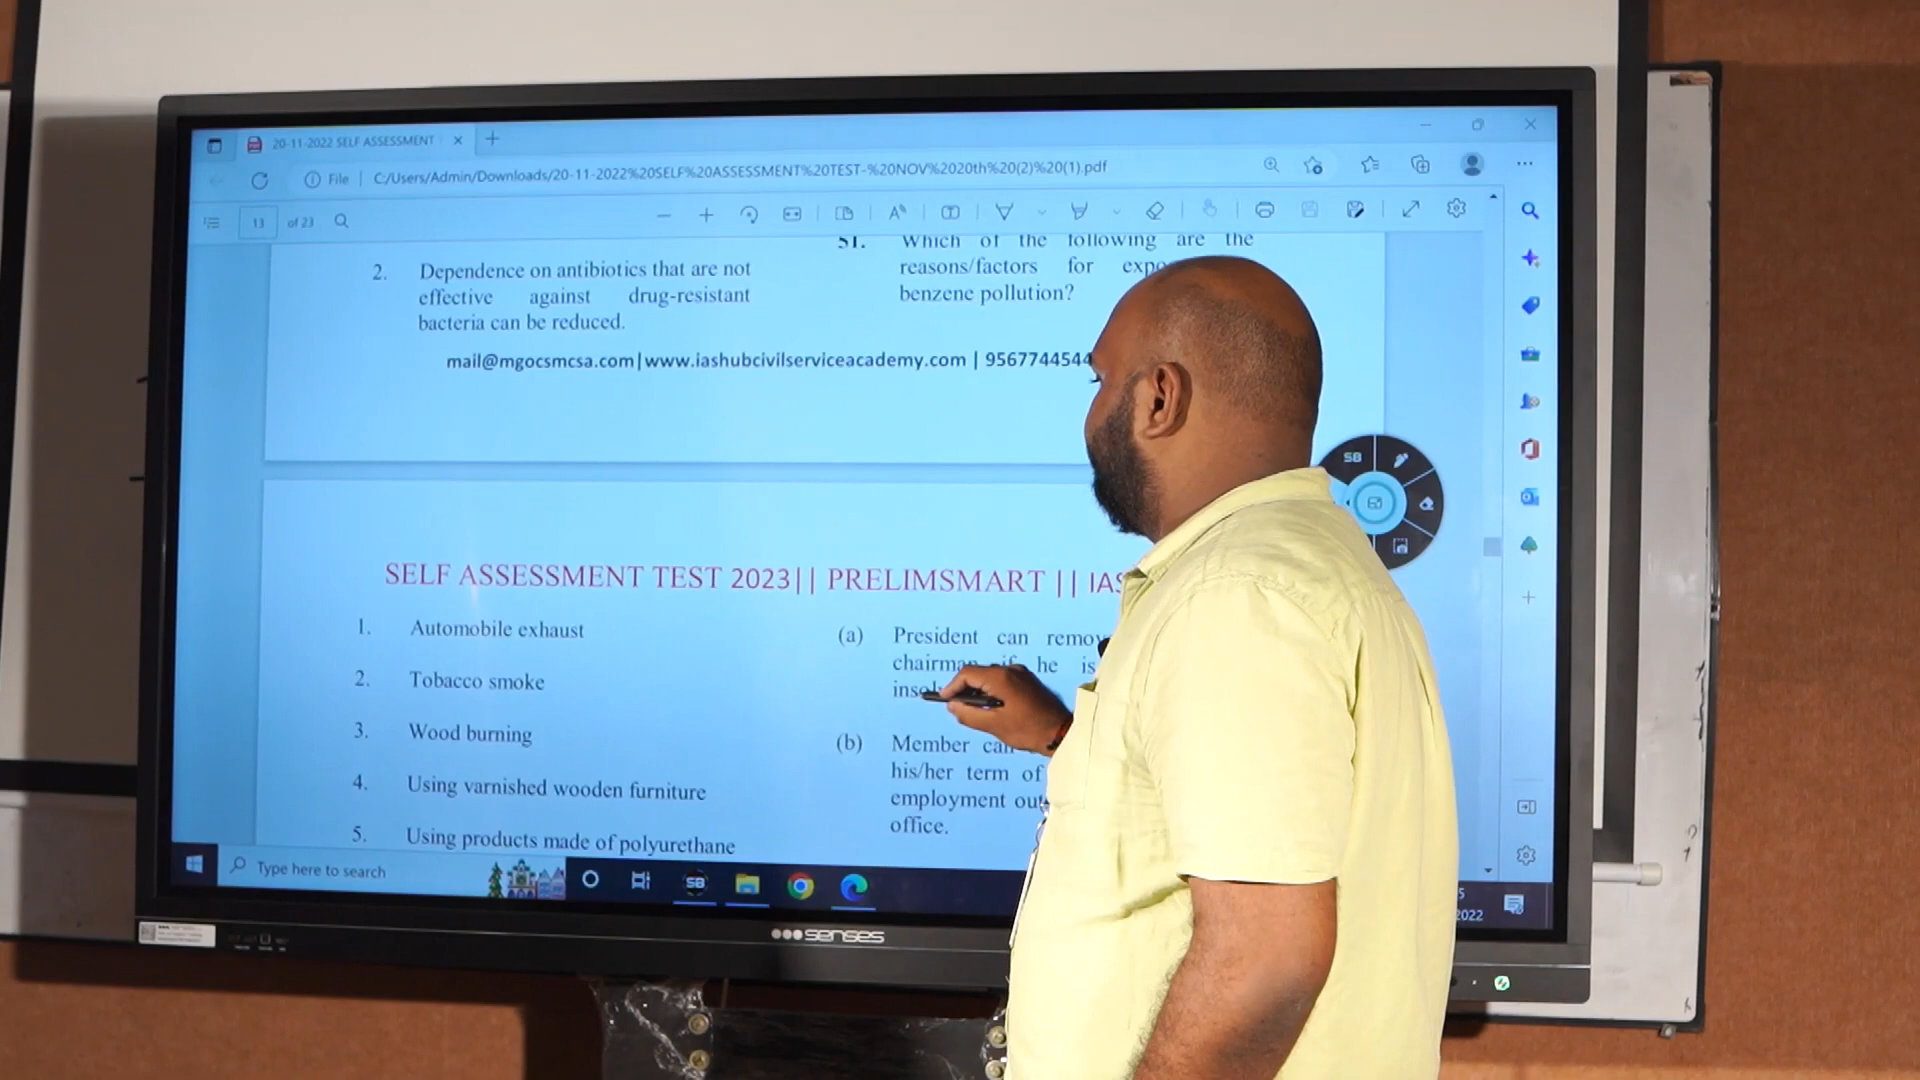 20-11-2022 SELF ASSESSMENT
File | C:/Users/Admin/Downloads/20-11-2022%20SELF%20ASSESSMENT%20TEST-%20NOV%2020th%20(2)%20(1).pdf
13 of 23
2. Dependence on antibiotics that are not
effective against drug-resistant
bacteria can be reduced.
51. Which of the following are the
reasons/factors for
benzene pollution?
mail@mgocsmcsa.com|www.iashubcivilserviceacademy.com | 9567744544
SELF ASSESSMENT TEST 2023|| PRELIMSMART || IAS
1. Automobile exhaust
2. Tobacco smoke
3. Wood burning
4. Using varnished wooden furniture
5. Using products made of polyurethane
(a) President can
chairman if he is
(b) Member can
his/her term of
employment
office.
SB
Type here to search
SB
2022
senses